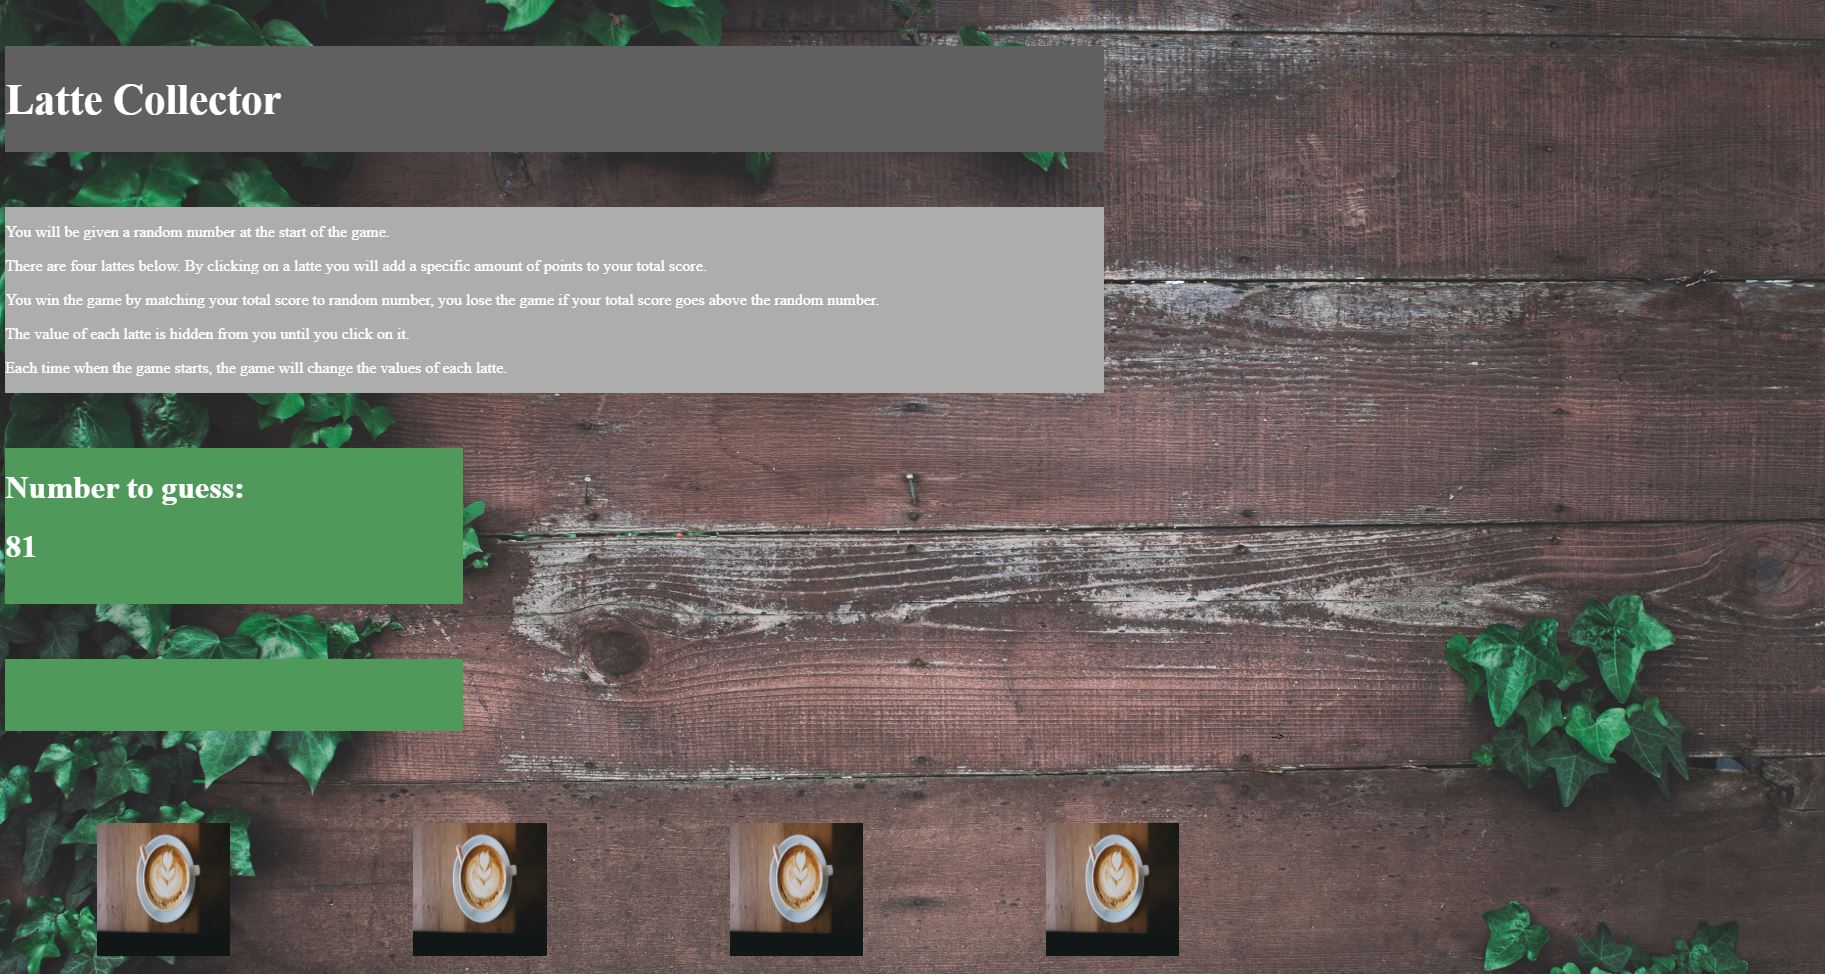 Latte Collector
You will be given a random number at the start of the game.
There are four lattes below. By clicking on a latte you will add a specific amount of points to your total score.
You win the game by matching your total score to random number, you lose the game if your total score goes above the random number.
The value of each latte is hidden from you until you click on it.
Each time when the game starts, the game will change the values of each latte.
Number to guess:
81
-->